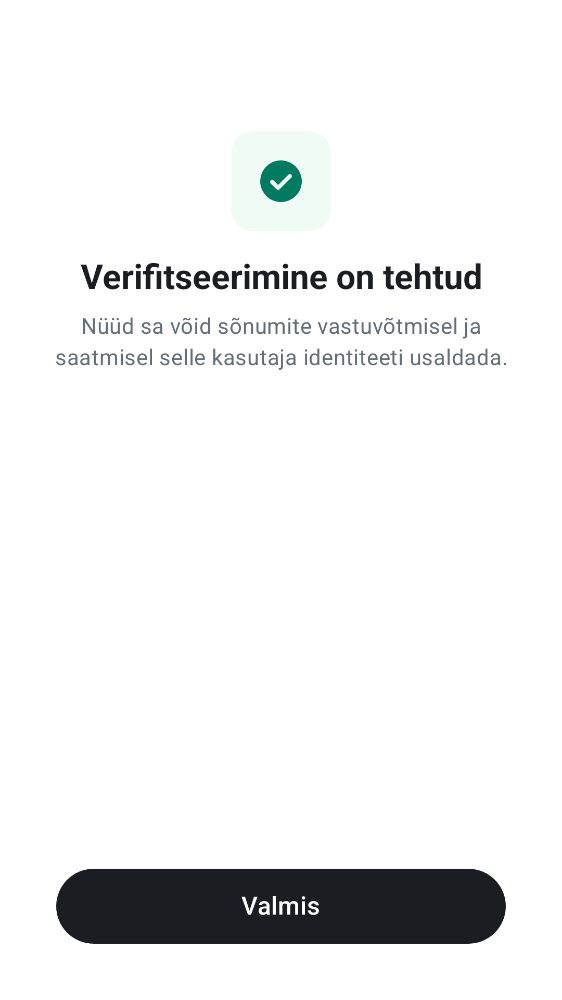 Verifitseerimine on tehtud
Nüüd sa võid sõnumite vastuvõtmisel ja
saatmisel selle kasutaja identiteeti usaldada.
Valmis